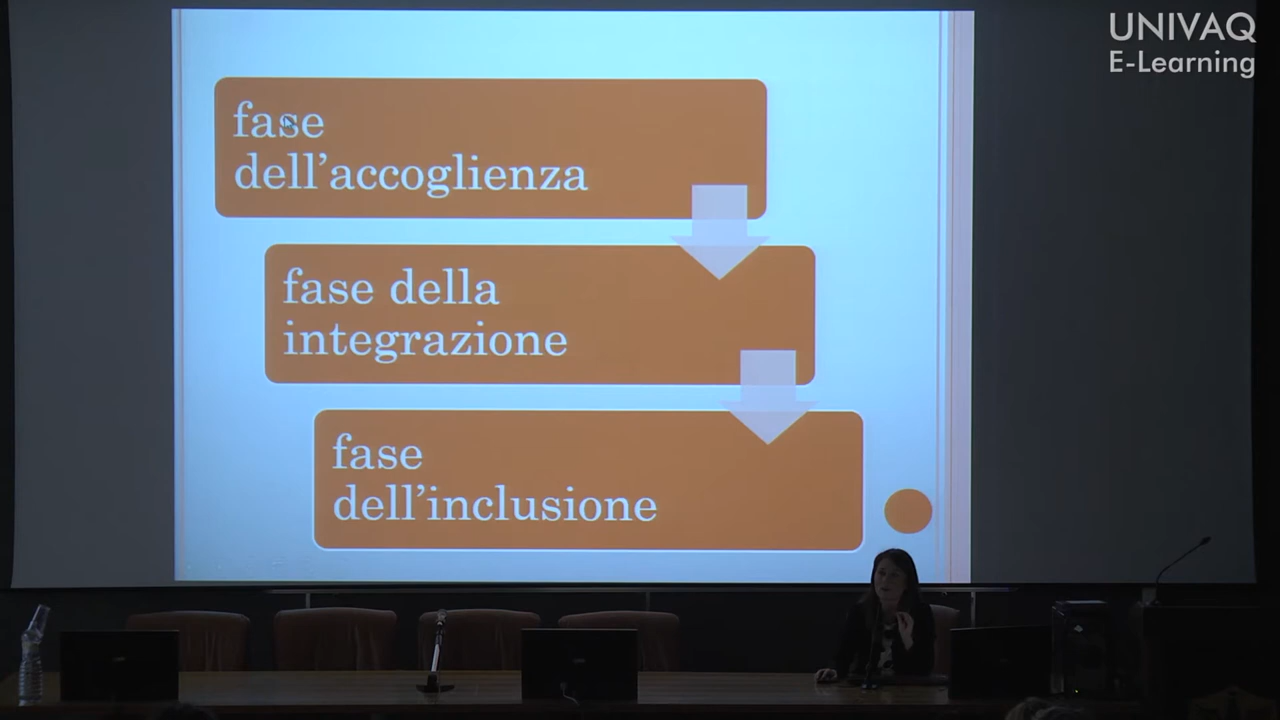 UNIVAQ
E-Learning
fase
dell’accoglienza
fase della
integrazione
fase
dell’inclusione